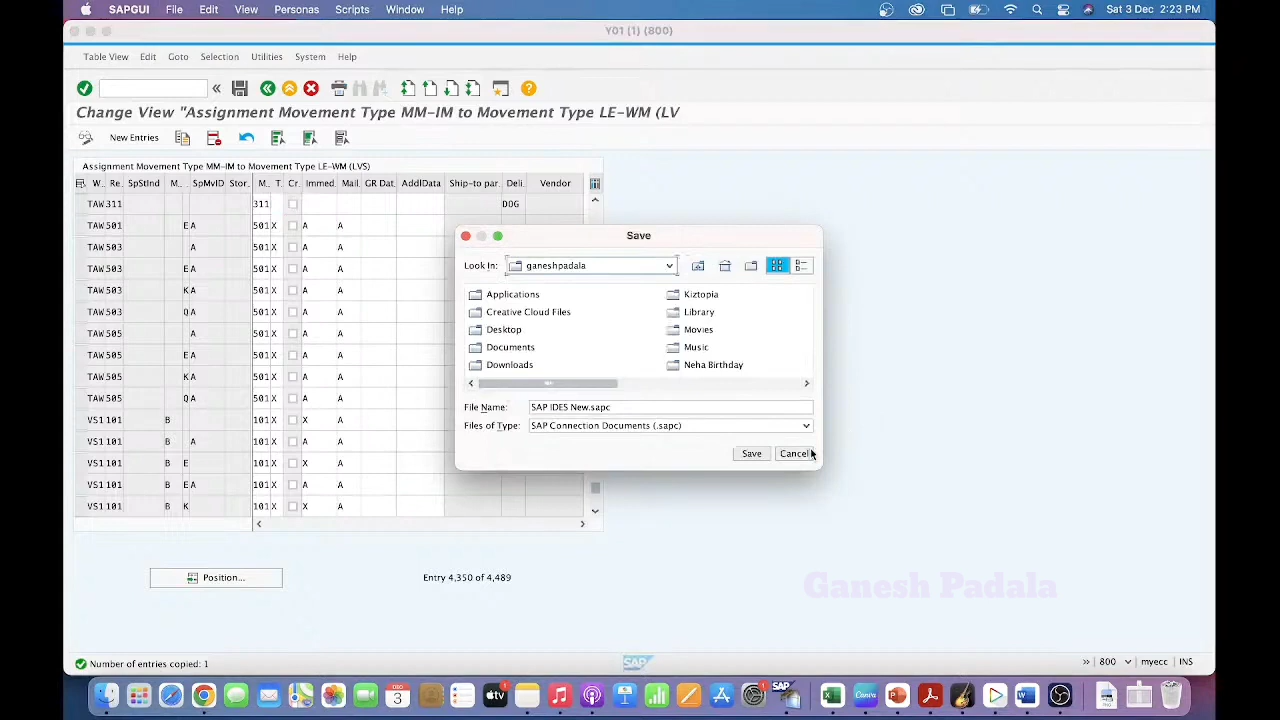 SAPGUI File Edit View Personas Scripts Window Help Sat 3 Dec 2:23 PM
Y01 (1) (800)
Table View Edit Goto Selection Utilities System Help
Change View "Assignment Movement Type MM-IM to Movement Type LE-WM (LV
New Entries
Assignment Movement Type MM-IM to Movement Type LE-WM (LVS)
W.. Re.. SpStInd M.. SpMvID Stor.. M.. T.. Cr.. Immed. Mail. GR Dat. AddlData Ship-to par. Deli. Vendor
TAW 311 311 DOG
TAW 501 E A 501 X A A
TAW 503 A 501 X A A
TAW 503 E A 501 X A A
TAW 503 K A 501 X A A
TAW 503 Q A 501 X A A
TAW 505 A 501 X A A
TAW 505 E A 501 X A A
TAW 505 K A 501 X A A
TAW 505 Q A 501 X A A
VS1 101 B 101 X X A
VS1 101 B A 101 X A A
VS1 101 B E 101 X X A
VS1 101 B E A 101 X A A
VS1 101 B K 101 X X A
Save
Look In: ganeshpadala
Applications Kiztopia
Creative Cloud Files Library
Desktop Movies
Documents Music
Downloads Neha Birthday
File Name: SAP IDES New.sapc
Files of Type: SAP Connection Documents (.sapc)
Save Cancel
Position... Entry 4,350 of 4,489
Ganesh Padala
Number of entries copied: 1 SAP » 800 myecc INS